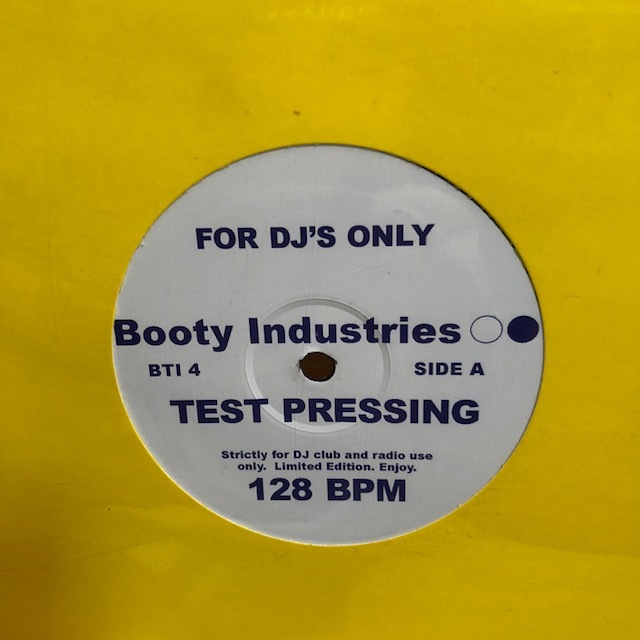 FOR DJ'S ONLY
Booty Industries
BTI 4 SIDE A
TEST PRESSING
Strictly for DJ club and radio use
only. Limited Edition. Enjoy.
128 BPM